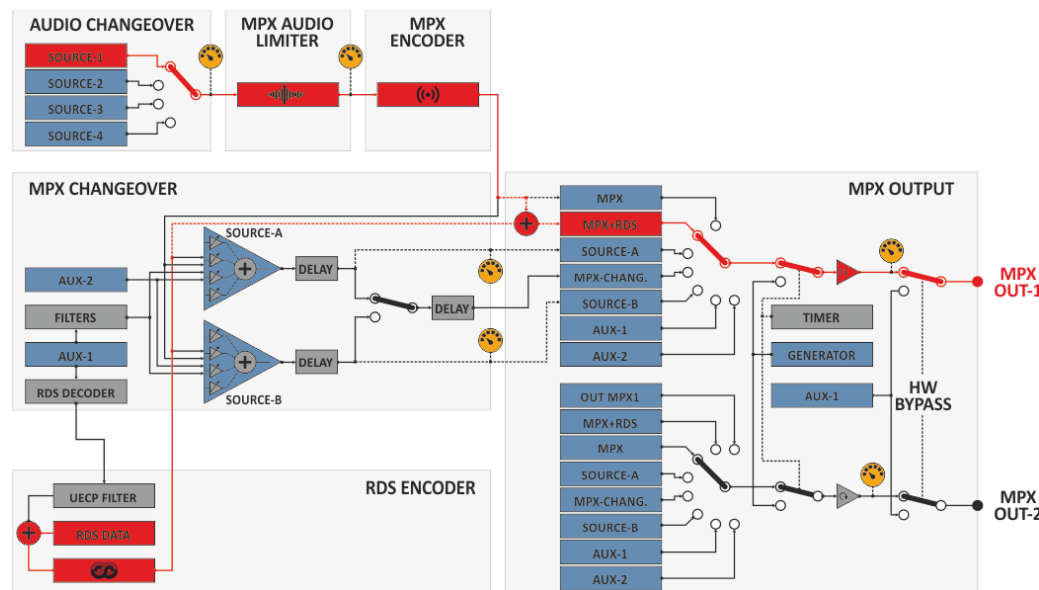 AUDIO CHANGEOVER
SOURCE-1
SOURCE-2
SOURCE-3
SOURCE-4
MPX AUDIO
LIMITER
MPX
ENCODER
MPX CHANGEOVER
SOURCE-A
AUX-2
FILTERS
AUX-1
RDS DECODER
DELAY
DELAY
DELAY
SOURCE-B
RDS ENCODER
UECP FILTER
RDS DATA
MPX OUTPUT
MPX
MPX+RDS
SOURCE-A
MPX-CHANG.
SOURCE-B
AUX-1
AUX-2
OUT MPX1
MPX+RDS
MPX
SOURCE-A
MPX-CHANG.
SOURCE-B
AUX-1
AUX-2
TIMER
GENERATOR
AUX-1
HW
BYPASS
MPX
OUT-1
MPX
OUT-2